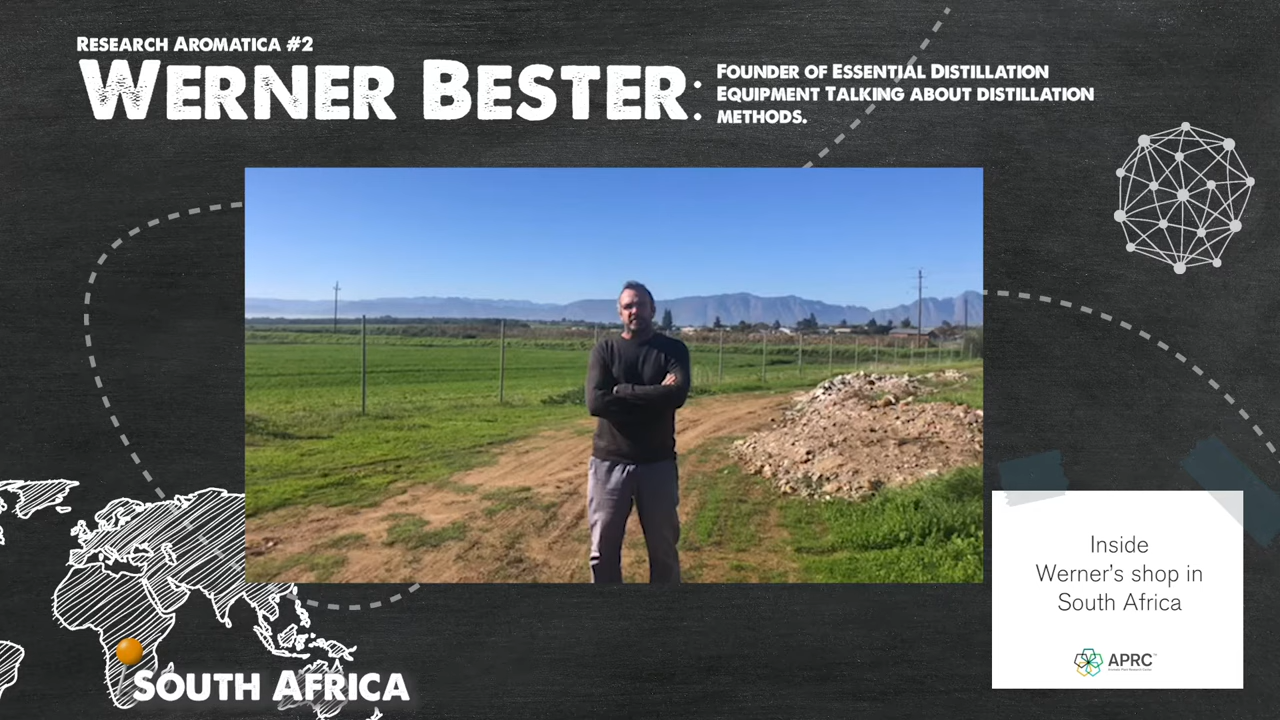 RESEARCH AROMATICA #2
WERNER BESTER:
FOUNDER OF ESSENTIAL DISTILLATION
EQUIPMENT TALKING ABOUT DISTILLATION
METHODS.
Inside
Werner's shop in
South Africa
APRC
SOUTH AFRICA